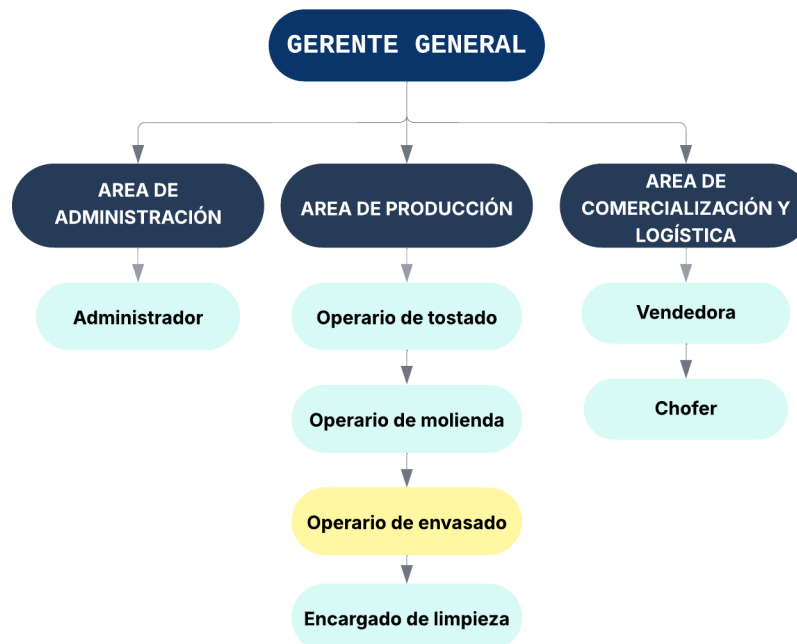 GERENTE GENERAL
AREA DE
ADMINISTRACIÓN
AREA DE PRODUCCIÓN
AREA DE
COMERCIALIZACIÓN Y
LOGÍSTICA
Administrador
Operario de tostado
Vendedora
Operario de molienda
Chofer
Operario de envasado
Encargado de limpieza